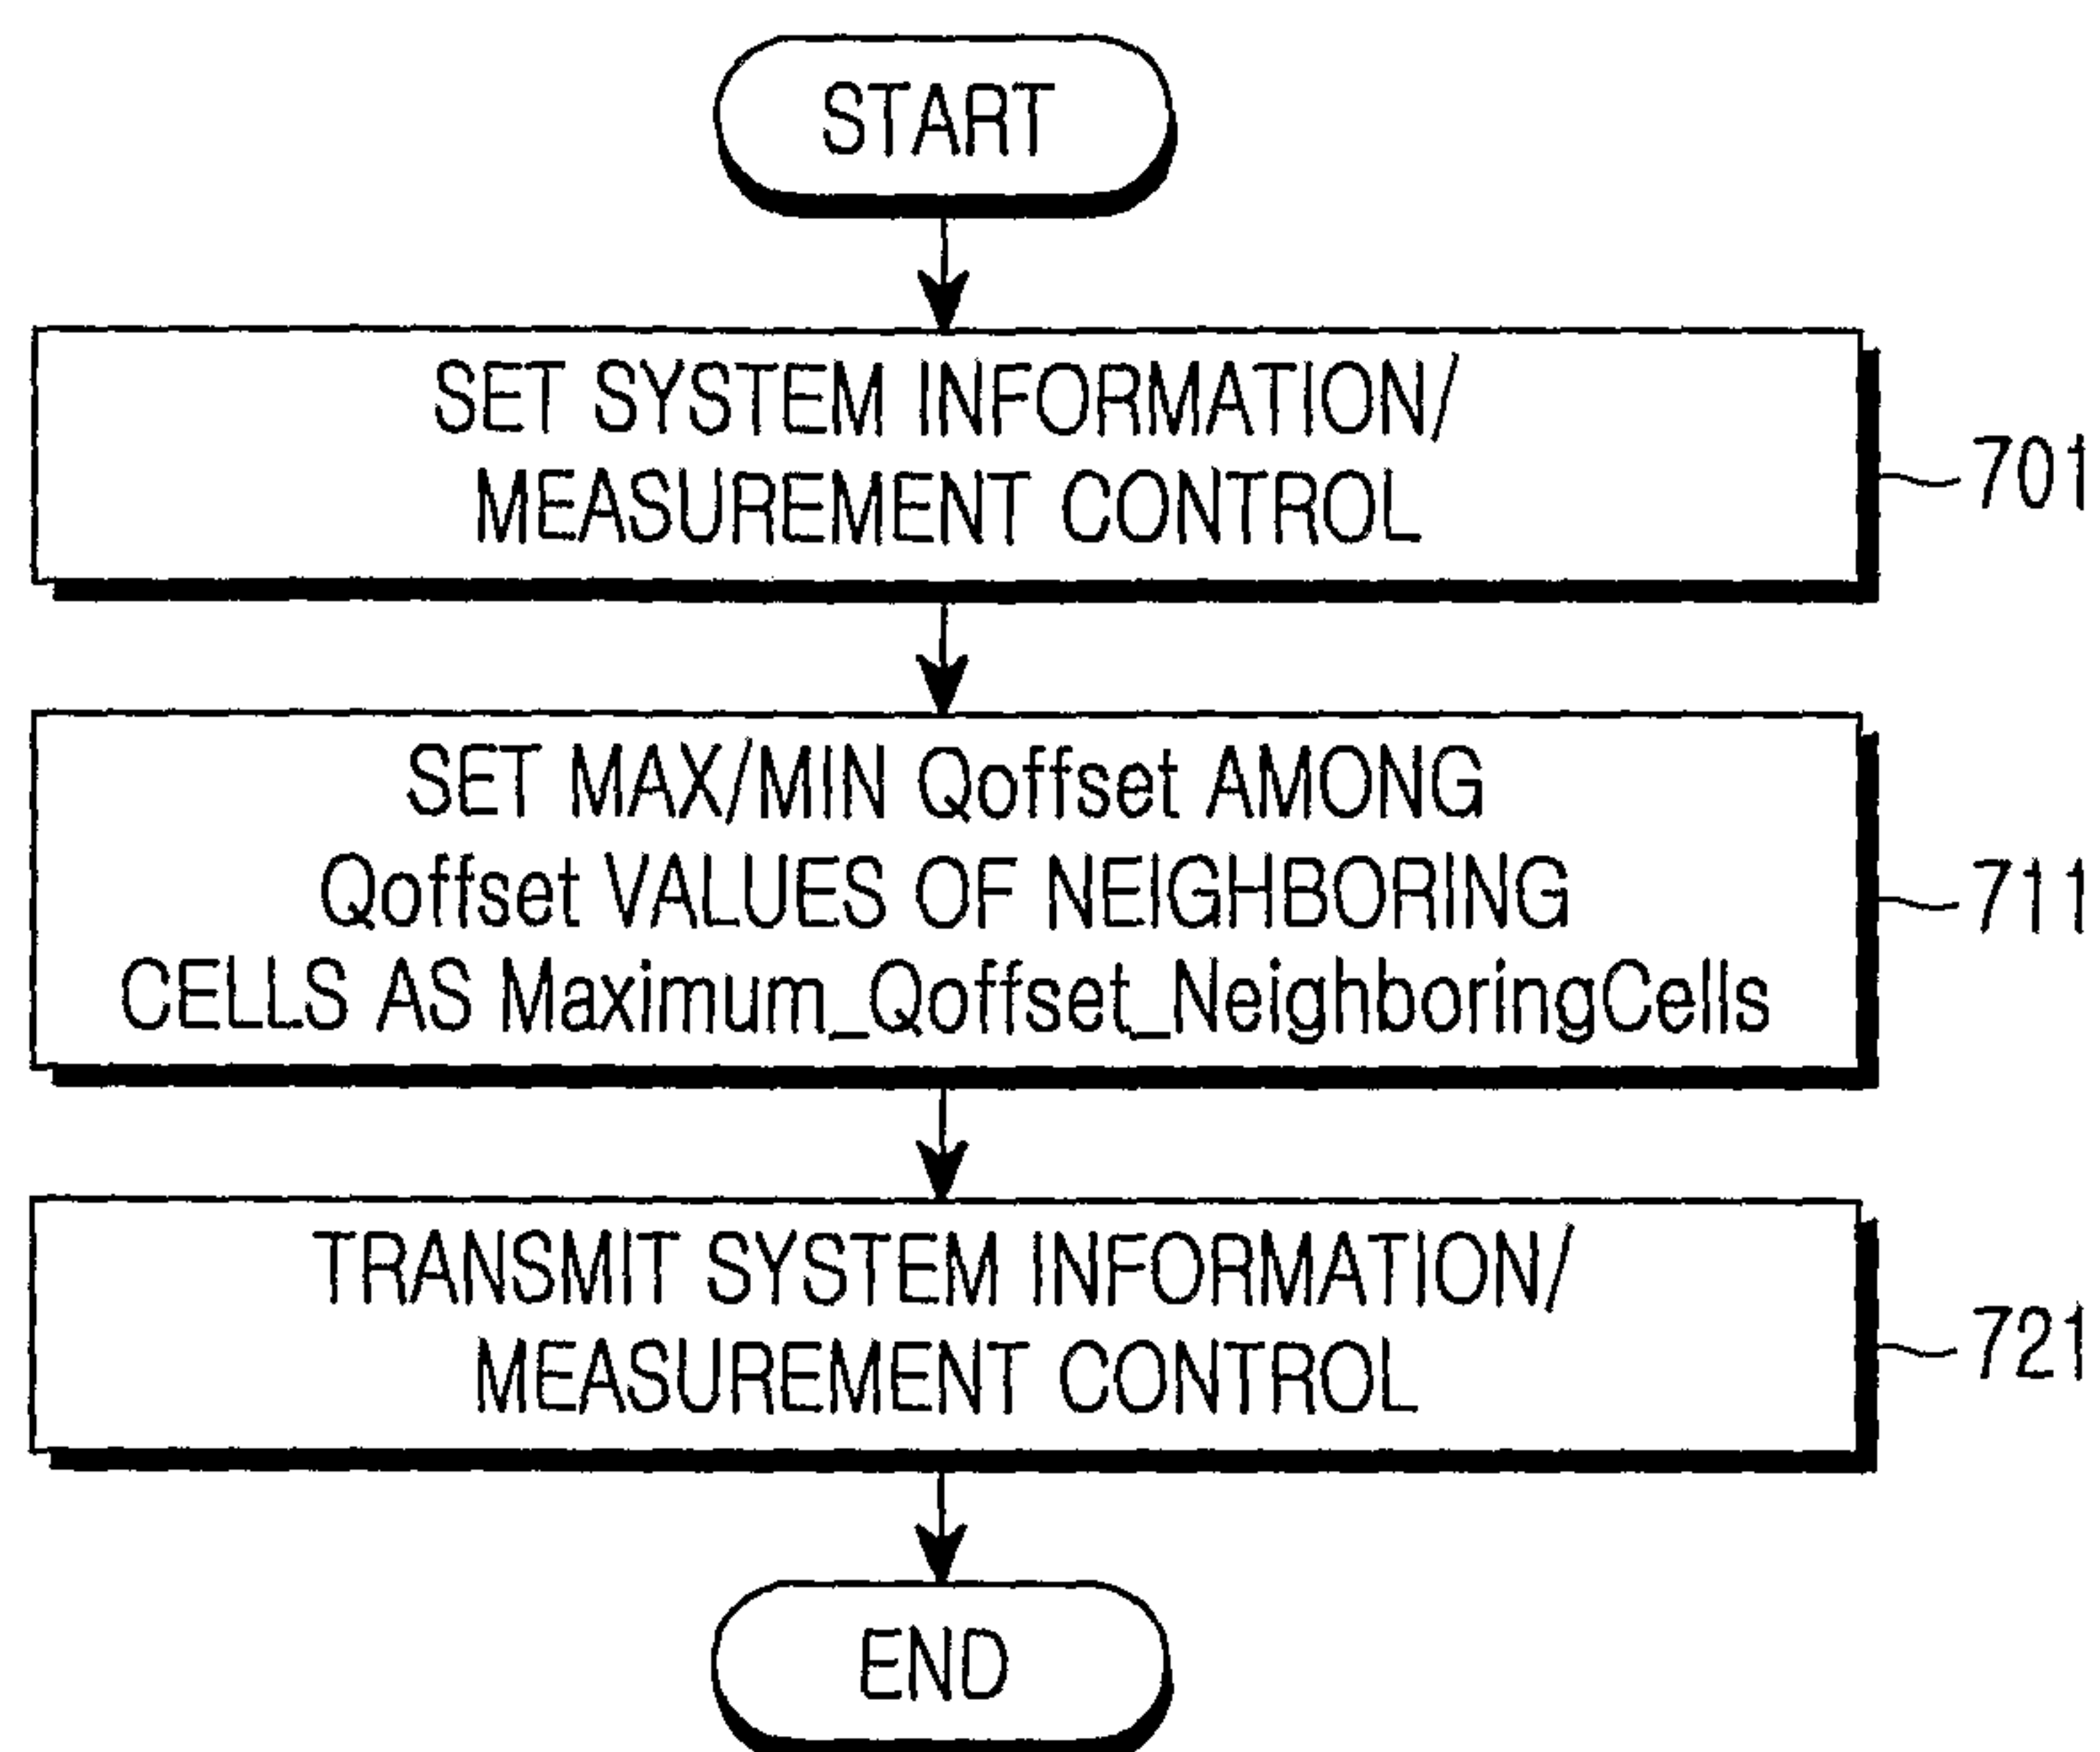 START
SET SYSTEM INFORMATION/
MEASUREMENT CONTROL
701
SET MAX/MIN Qoffset AMONG
Qoffset VALUES OF NEIGHBORING
CELLS AS Maximum_Qoffset_NeighboringCells
711
TRANSMIT SYSTEM INFORMATION/
MEASUREMENT CONTROL
721
END